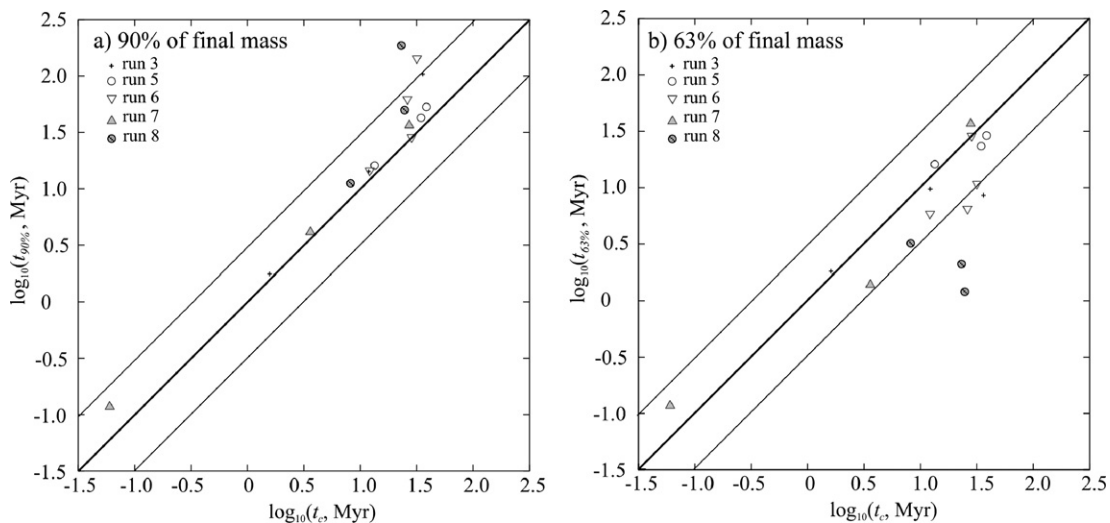 a) 90% of final mass
run 3
run 5
run 6
run 7
run 8
2.5
2.0
1.5
1.0
0.5
0
−0.5
−1.0
−1.5
log10(t90%, Myr)
−1.5 −1.0 −0.5 0 0.5 1.0 1.5 2.0 2.5
log10(tc, Myr)
b) 63% of final mass
run 3
run 5
run 6
run 7
run 8
2.5
2.0
1.5
1.0
0.5
0
−0.5
−1.0
−1.5
log10(t63%, Myr)
−1.5 −1.0 −0.5 0 0.5 1.0 1.5 2.0 2.5
log10(tc, Myr)